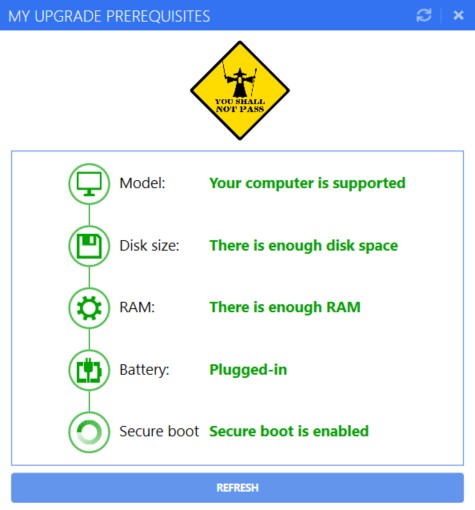 MY UPGRADE PREREQUISITES
YOU SHALL
NOT PASS
Model: Your computer is supported
Disk size: There is enough disk space
RAM: There is enough RAM
Battery: Plugged-in
Secure boot Secure boot is enabled
REFRESH